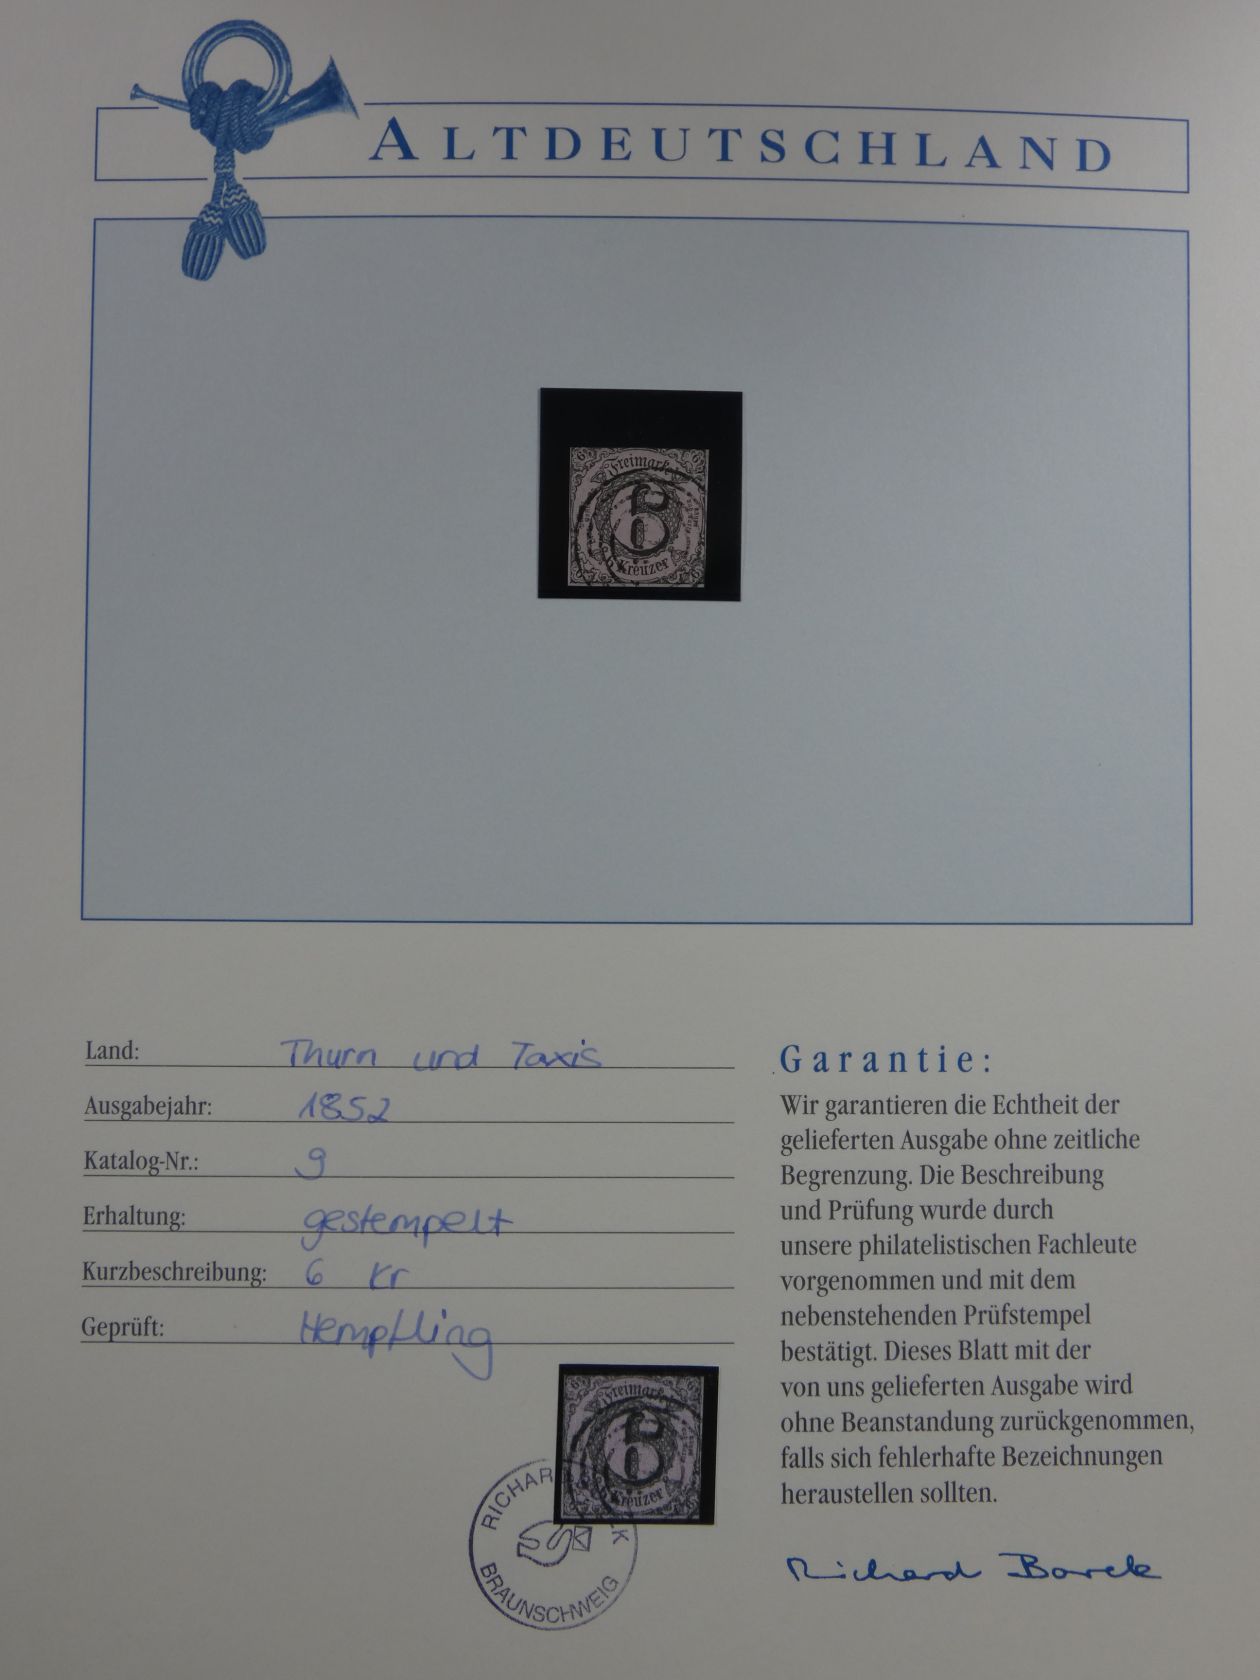 ALTDEUTSCHLAND
6 6
Freimarke
6
Kreuzer
Land: Thurn und Taxis
Ausgabejahr: 1852
Katalog-Nr.: 9
Erhaltung: gestempelt
Kurzbeschreibung: 6 Kr
Geprüft: Hempfling
Freimarke
6
Kreuzer
RICHAR K
BRAUNSCHWEIG
Garantie:
Wir garantieren die Echtheit der
gelieferten Ausgabe ohne zeitliche
Begrenzung. Die Beschreibung
und Prüfung wurde durch
unsere philatelistischen Fachleute
vorgenommen und mit dem
nebenstehenden Prüfstempel
bestätigt. Dieses Blatt mit der
von uns gelieferten Ausgabe wird
ohne Beanstandung zurückgenommen,
falls sich fehlerhafte Bezeichnungen
herausstellen sollten.
Richard Borek